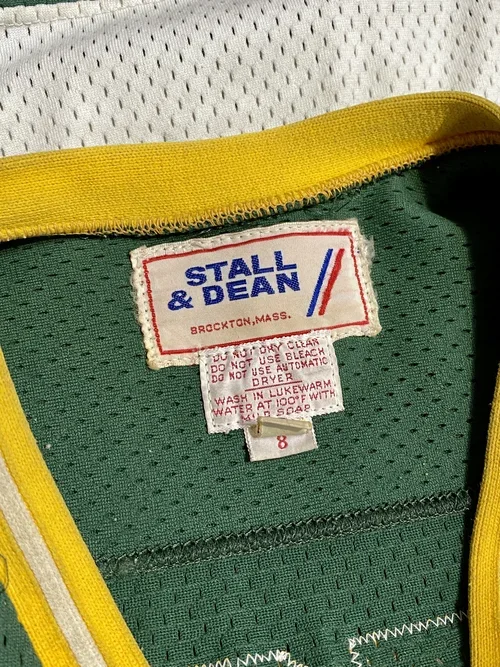 STALL
& DEAN
BROCKTON, MASS.
DO NOT DRY CLEAN
DO NOT USE BLEACH
DO NOT USE AUTOMATIC
DRYER
WASH IN LUKEWARM
WATER AT 100°F WITH
MILD SOAP
8